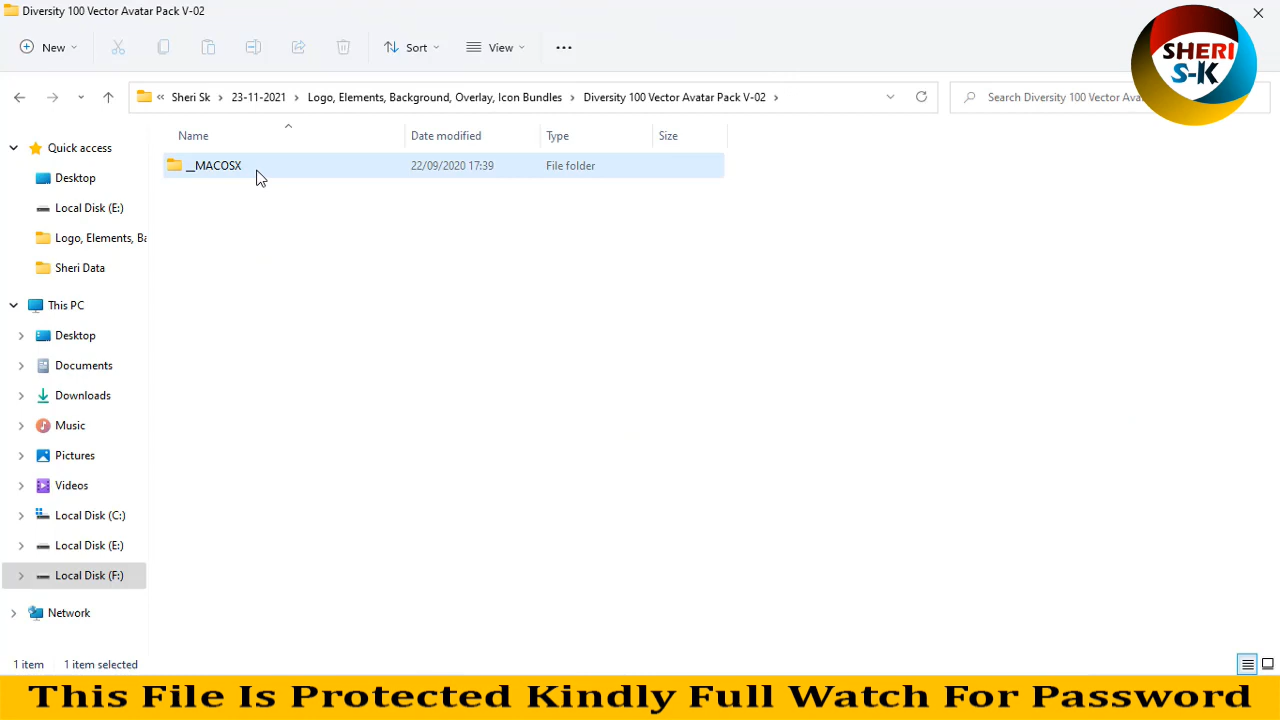 Diversity 100 Vector Avatar Pack V-02
New
Sort
View
SHERI
S-K
Sheri Sk
23-11-2021
Logo, Elements, Background, Overlay, Icon Bundles
Diversity 100 Vector Avatar Pack V-02
Search Diversity 100 Vector Ava
Name
Date modified
Type
Size
__MACOSX
22/09/2020 17:39
File folder
Quick access
Desktop
Local Disk (E:)
Logo, Elements, Ba
Sheri Data
This PC
Desktop
Documents
Downloads
Music
Pictures
Videos
Local Disk (C:)
Local Disk (E:)
Local Disk (F:)
Network
1 item
1 item selected
This File Is Protected Kindly Full Watch For Password